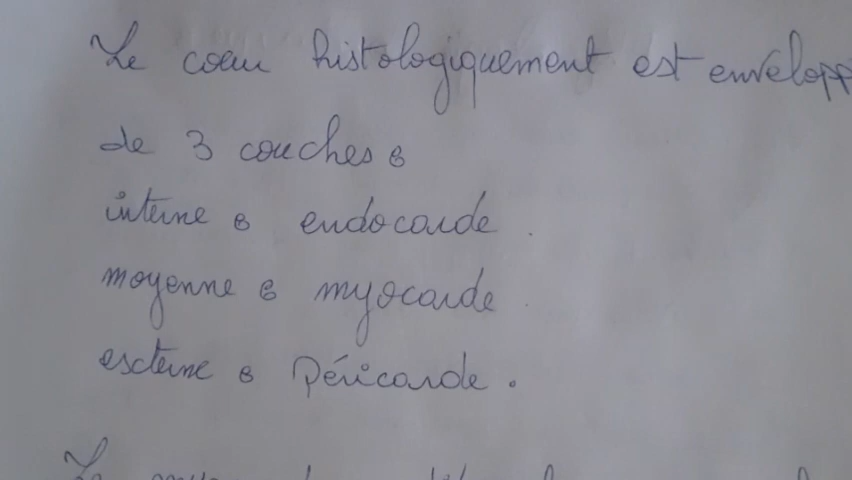 Le cœur histologiquement est envelopp
de 3 couches :
interne : endocarde .
moyenne : myocarde .
externe : Péricarde .